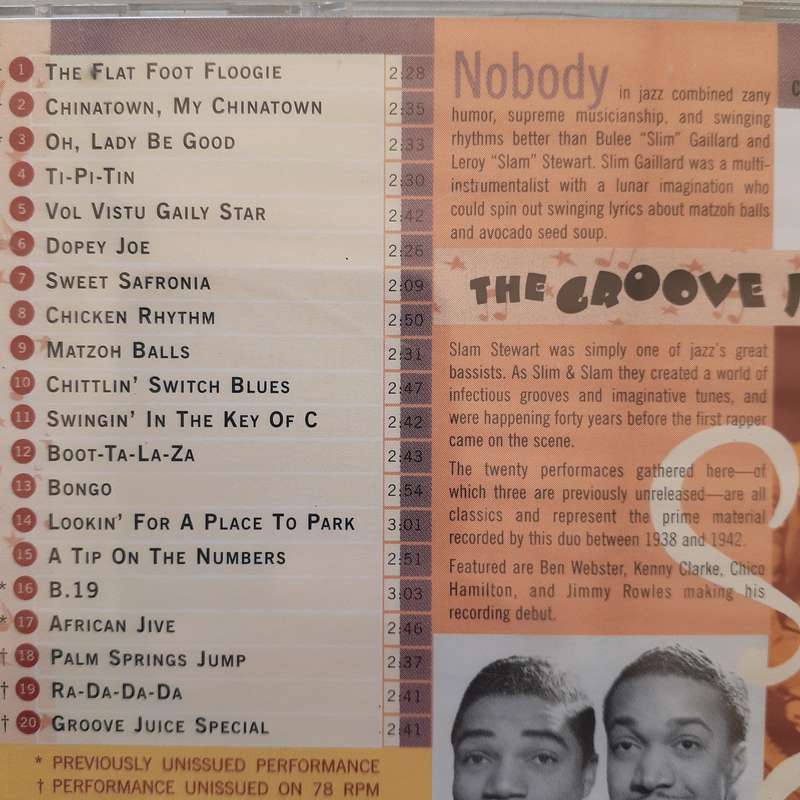 1 THE FLAT FOOT FLOOGIE 2:28
2 CHINATOWN, MY CHINATOWN 2:35
* 3 OH, LADY BE GOOD 2:33
4 TI-PI-TIN 2:30
5 VOL VISTU GAILY STAR 2:42
6 DOPEY JOE 2:26
7 SWEET SAFRONIA 2:09
8 CHICKEN RHYTHM 2:50
9 MATZOH BALLS 2:31
10 CHITTLIN' SWITCH BLUES 2:47
11 SWINGIN' IN THE KEY OF C 2:42
12 BOOT-TA-LA-ZA 2:43
13 BONGO 2:54
14 LOOKIN' FOR A PLACE TO PARK 3:01
15 A TIP ON THE NUMBERS 2:51
* 16 B.19 3:03
* 17 AFRICAN JIVE 2:46
† 18 PALM SPRINGS JUMP 2:37
† 19 RA-DA-DA-DA 2:41
† 20 GROOVE JUICE SPECIAL 2:41
* PREVIOUSLY UNISSUED PERFORMANCE
† PERFORMANCE UNISSUED ON 78 RPM
Nobody in jazz combined zany
humor, supreme musicianship, and swinging
rhythms better than Bulee "Slim" Gaillard and
Leroy "Slam" Stewart. Slim Gaillard was a multi-
instrumentalist with a lunar imagination who
could spin out swinging lyrics about matzoh balls
and avocado seed soup.
THE GROOVE
Slam Stewart was simply one of jazz's great
bassists. As Slim & Slam they created a world of
infectious grooves and imaginative tunes, and
were happening forty years before the first rapper
came on the scene.
The twenty performaces gathered here—of
which three are previously unreleased—are all
classics and represent the prime material
recorded by this duo between 1938 and 1942.
Featured are Ben Webster, Kenny Clarke, Chico
Hamilton, and Jimmy Rowles making his
recording debut.